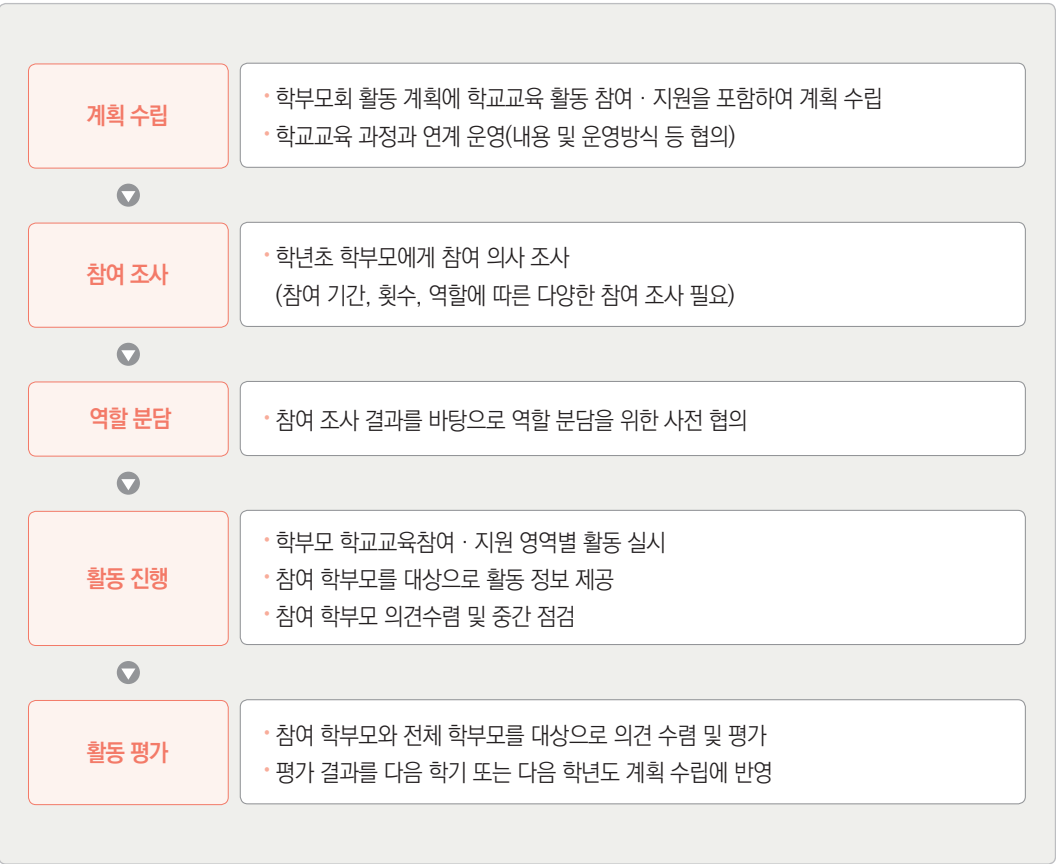 계획 수립
• 학부모회 활동 계획에 학교교육 활동 참여 · 지원을 포함하여 계획 수립
• 학교교육 과정과 연계 운영(내용 및 운영방식 등 협의)
참여 조사
• 학년초 학부모에게 참여 의사 조사
(참여 기간, 횟수, 역할에 따른 다양한 참여 조사 필요)
역할 분담
• 참여 조사 결과를 바탕으로 역할 분담을 위한 사전 협의
활동 진행
• 학부모 학교교육참여 · 지원 영역별 활동 실시
• 참여 학부모를 대상으로 활동 정보 제공
• 참여 학부모 의견수렴 및 중간 점검
활동 평가
• 참여 학부모와 전체 학부모를 대상으로 의견 수렴 및 평가
• 평가 결과를 다음 학기 또는 다음 학년도 계획 수립에 반영